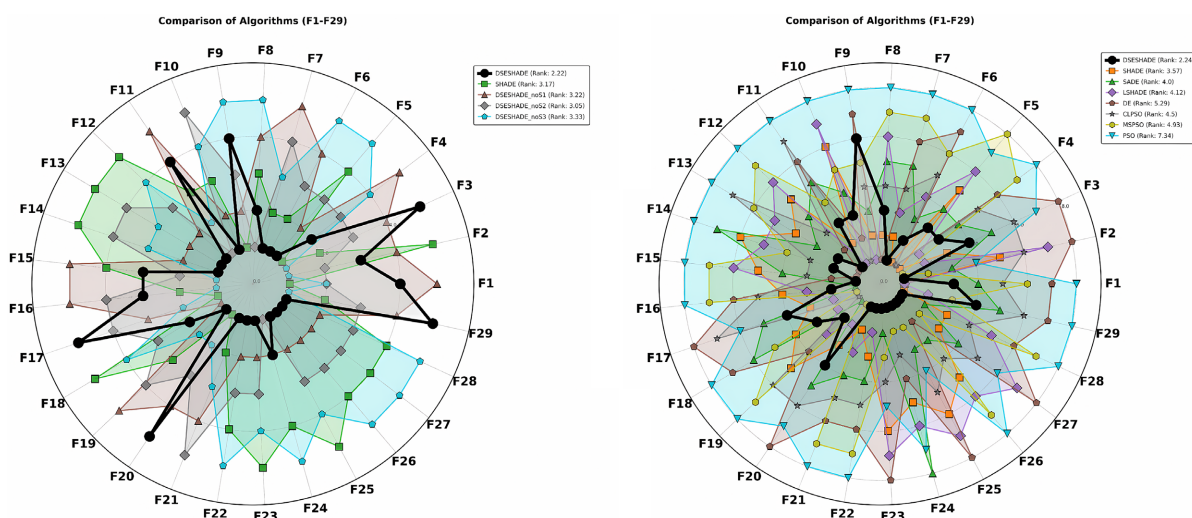 Comparison of Algorithms (F1-F29)
F8
F7
F6
F5
F4
F3
F2
F1
F29
F28
F27
F26
F25
F24
F23
F22
F21
F20
F19
F18
F17
F16
F15
F14
F13
F12
F11
F10
F9
0.0
DSESHADE (Rank: 2.22)
SHADE (Rank: 3.17)
DSESHADE_noS1 (Rank: 3.22)
DSESHADE_noS2 (Rank: 3.05)
DSESHADE_noS3 (Rank: 3.33)
Comparison of Algorithms (F1-F29)
F8
F7
F6
F5
F4
F3
F2
F1
F29
F28
F27
F26
F25
F24
F23
F22
F21
F20
F19
F18
F17
F16
F15
F14
F13
F12
F11
F10
F9
0.0
8.0
DSESHADE (Rank: 2.24)
SHADE (Rank: 3.57)
SADE (Rank: 4.0)
LSHADE (Rank: 4.12)
DE (Rank: 5.29)
CLPSO (Rank: 4.5)
MSPSO (Rank: 4.93)
PSO (Rank: 7.34)